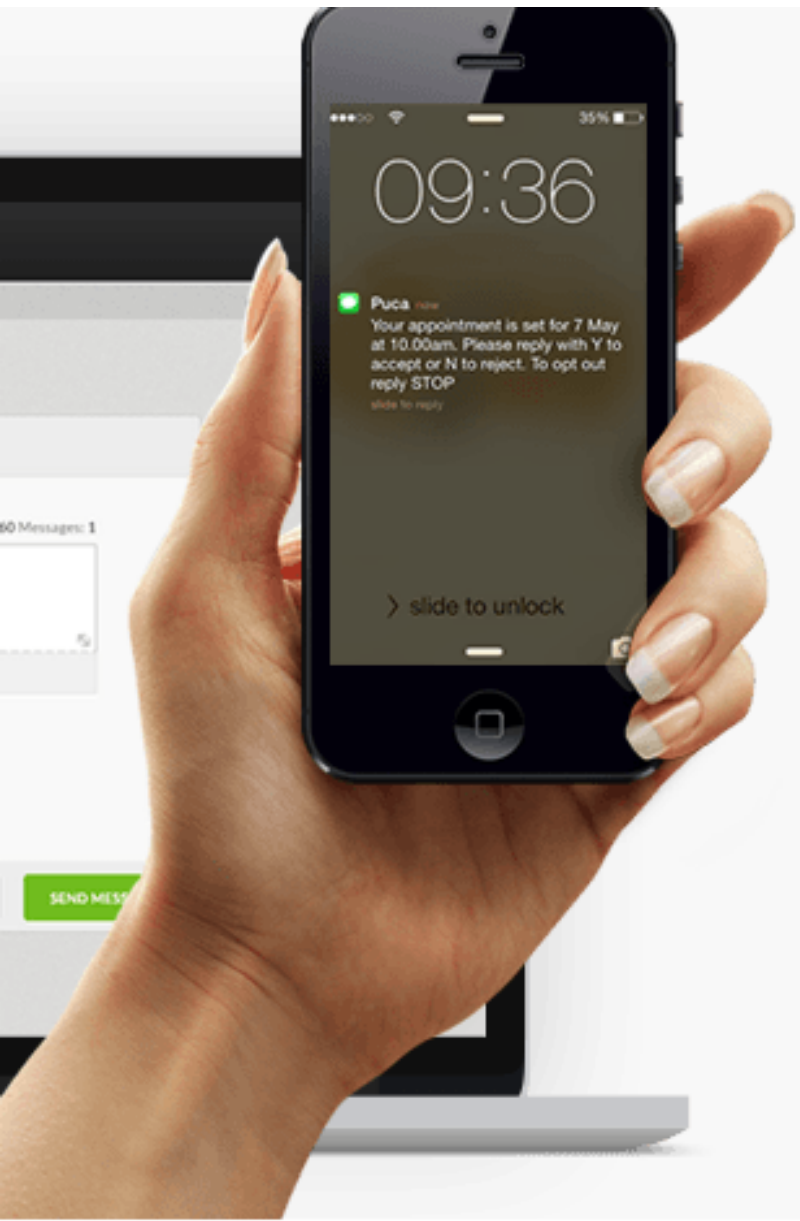 35%
09:36
Puca now
Your appointment is set for 7 May
at 10.00am. Please reply with Y to
accept or N to reject. To opt out
reply STOP
slide to reply
60 Messages: 1
> slide to unlock
SEND MESS